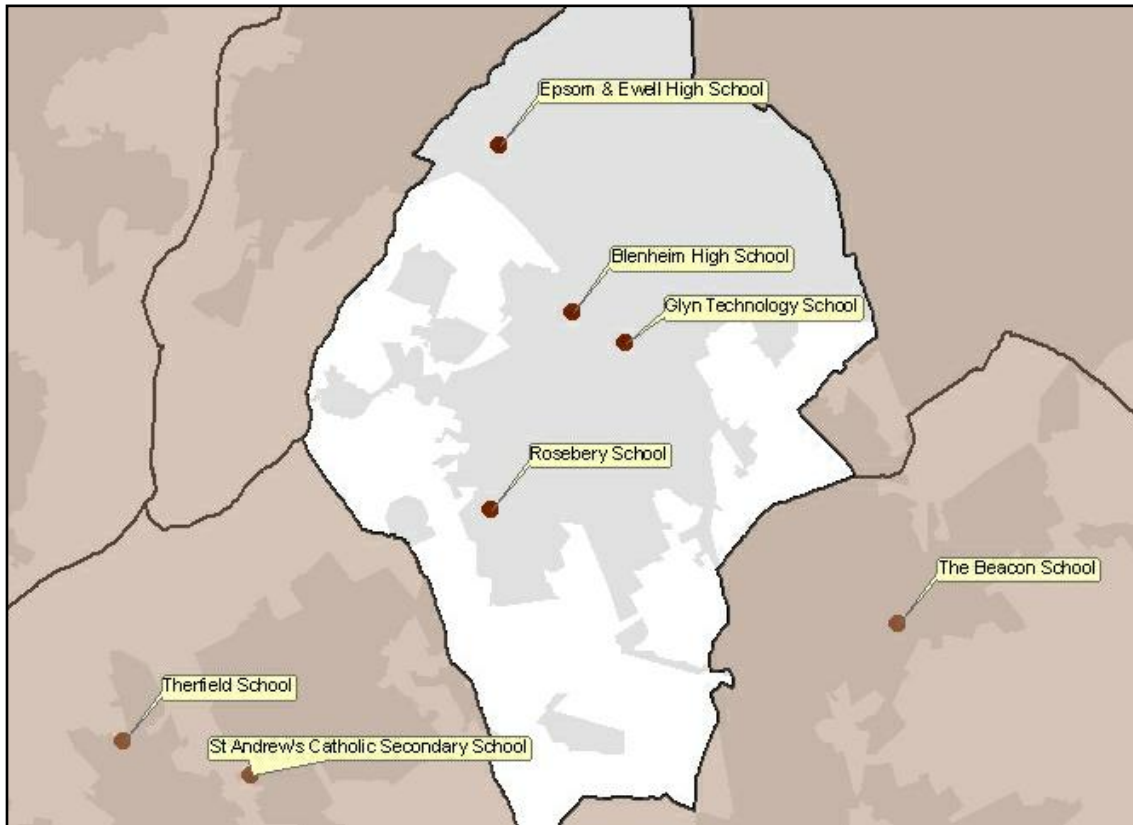 Epsom & Ewell High School
Blenheim High School
Glyn Technology School
Rosebery School
The Beacon School
Therfield School
St Andrew's Catholic Secondary School